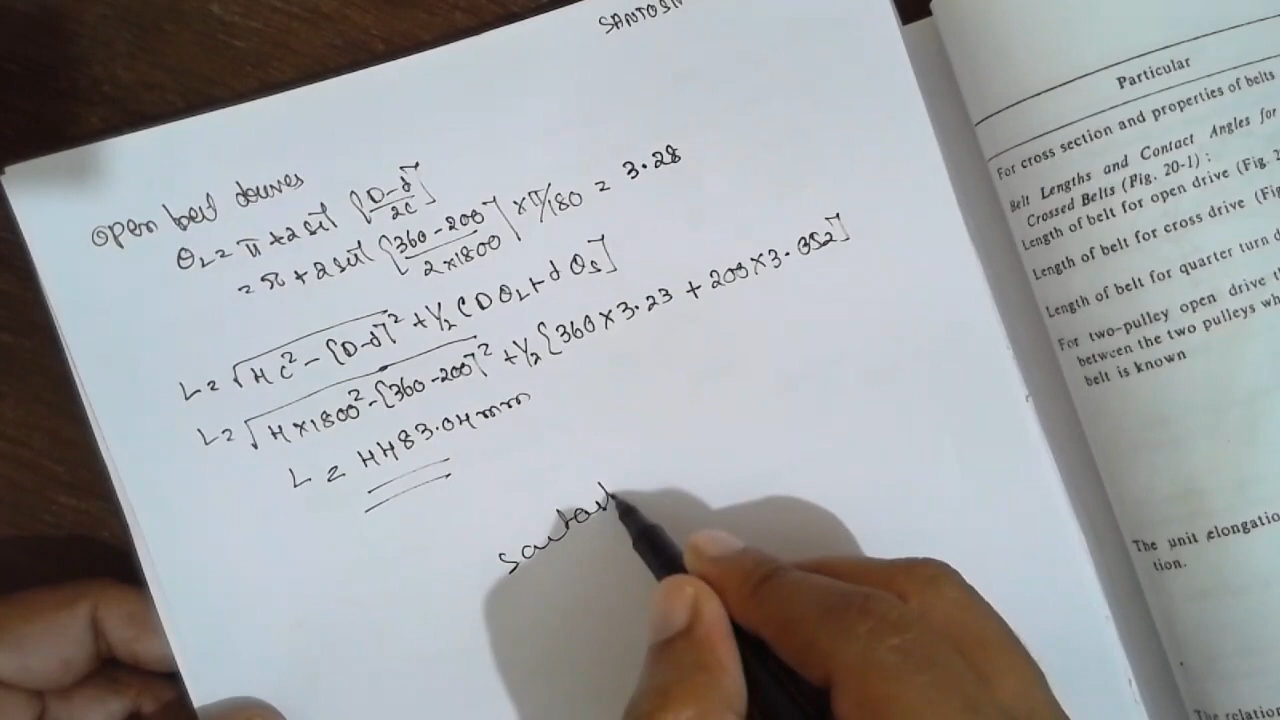 SANTOSH
open belt drives
θL = π + 2 sin⁻¹ [D-d/2C]
= π + 2 sin⁻¹ [360-200/2×1800] × π/180 = 3.28
L = √4C² - [D-d]² + 1/2 [D θL + d θs]
L = √4×1800² - [360-200]² + 1/2 [360×3.23 + 200×3.052]
L = 4483.04mm
Santosh
Particular
For cross section and properties of belts
Belt Lengths and Contact Angles for
Crossed Belts (Fig. 20-1) :
Length of belt for open drive (Fig. 2
Length of belt for cross drive (Fi
Length of belt for quarter turn d
For two-pulley open drive t
between the two pulleys wh
belt is known
The unit elongatio
tion.
The relation